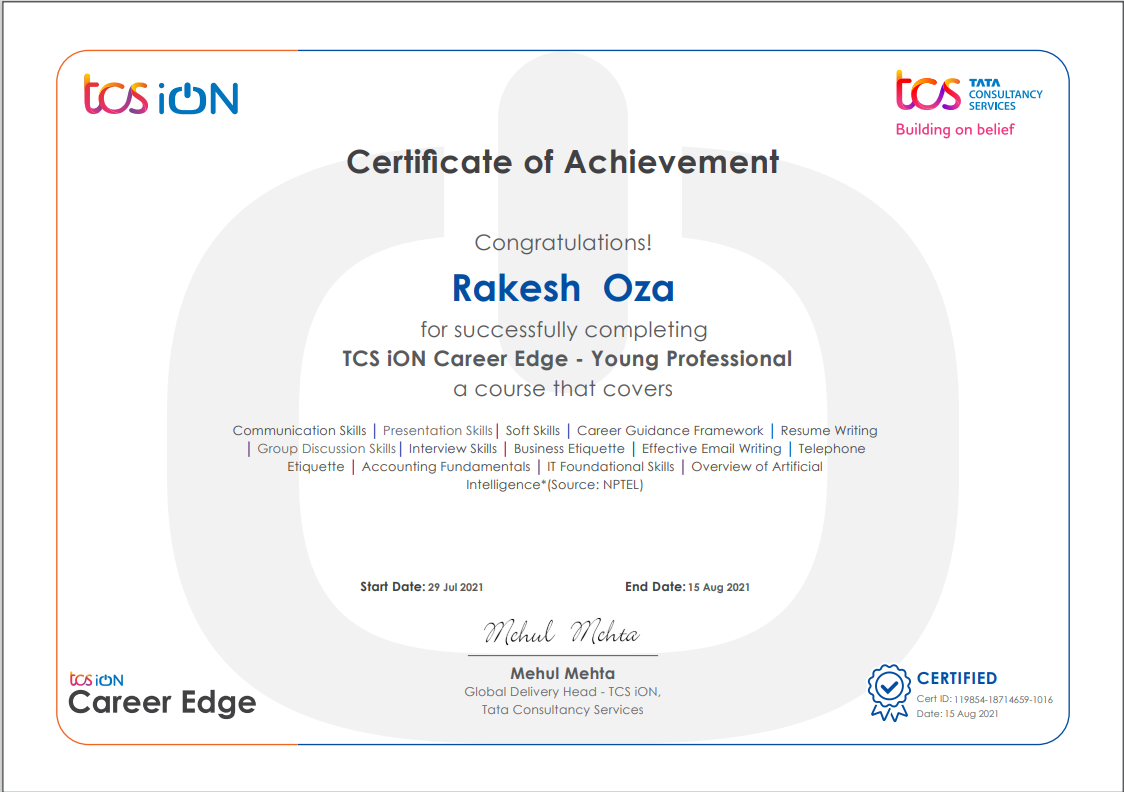 tcs iON
tcs TATA
CONSULTANCY
SERVICES
Building on belief
Certificate of Achievement
Congratulations!
Rakesh Oza
for successfully completing
TCS iON Career Edge - Young Professional
a course that covers
Communication Skills | Presentation Skills | Soft Skills | Career Guidance Framework | Resume Writing
| Group Discussion Skills | Interview Skills | Business Etiquette | Effective Email Writing | Telephone
Etiquette | Accounting Fundamentals | IT Foundational Skills | Overview of Artificial
Intelligence*(Source: NPTEL)
Start Date: 29 Jul 2021 End Date: 15 Aug 2021
Mehul Mehta
Mehul Mehta
Global Delivery Head - TCS iON,
Tata Consultancy Services
tcs iON
Career Edge
CERTIFIED
Cert ID: 119854-18714659-1016
Date: 15 Aug 2021